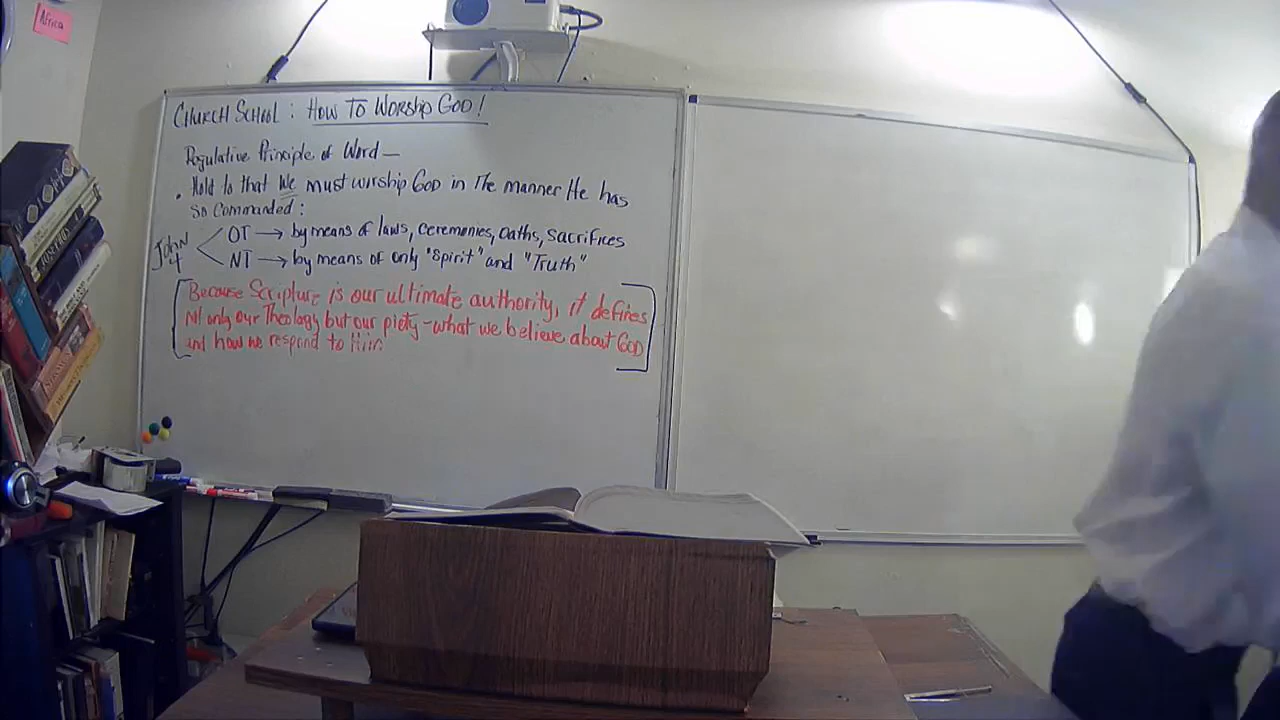 Africa
CHURCH SCHOOL: HOW TO WORSHIP GOD!
Regulative Principle of Word—
• Hold to that We must worship GOD in The manner He has
So Commanded:
John
4
OT → by means of laws, ceremonies, oaths, sacrifices
NT → by means of only "Spirit" and "Truth"
[Because Scripture is our ultimate authority, it defines
not only our Theology but our piety - what we believe about GOD
and how we respond to Him.]